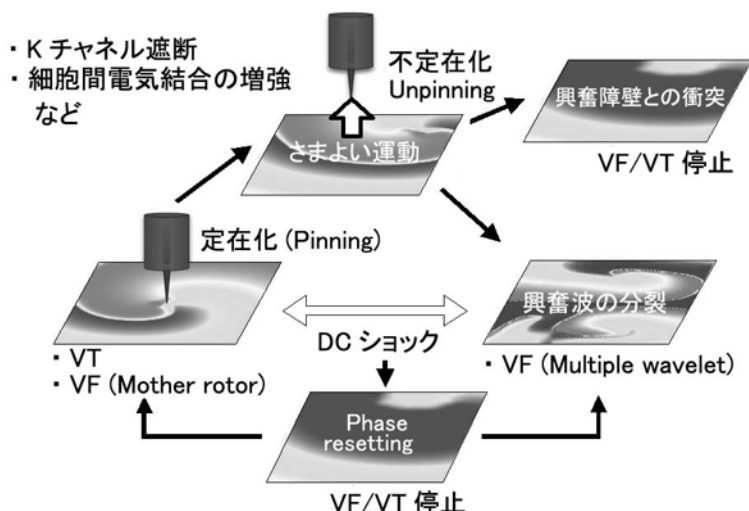 ・K チャネル遮断
・細胞間電気結合の増強
など
不定在化
Unpinning
さまよい運動
興奮障壁との衝突
VF/VT 停止
定在化 (Pinning)
興奮波の分裂
・VT
・VF (Mother rotor)
DC ショック
・VF (Multiple wavelet)
Phase
resetting
VF/VT 停止